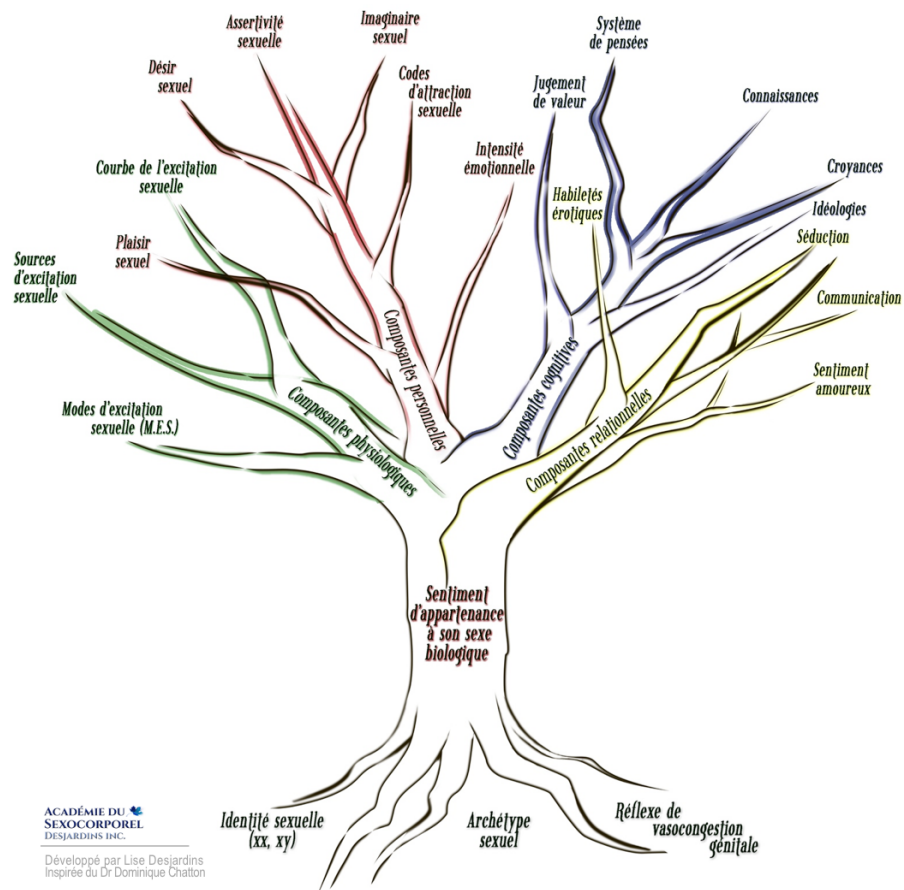 Assertivité
sexuelle
Imaginaire
sexuel
Système
de pensées
Désir
sexuel
Codes
d'attraction
sexuelle
Jugement
de valeur
Connaissances
Courbe de l'excitation
sexuelle
Intensité
émotionnelle
Croyances
Habiletés
érotiques
Idéologies
Plaisir
sexuel
Séduction
Sources
d'excitation
sexuelle
Communication
Sentiment
amoureux
Modes d'excitation
sexuelle (M.E.S.)
Composantes physiologiques
Composantes personnelles
Composantes cognitives
Composantes relationnelles
Sentiment
d'appartenance
à son sexe
biologique
Identité sexuelle
(xx, xy)
Archétype
sexuel
Réflexe de
vasocongestion
génitale
ACADÉMIE DU
SEXOCORPOREL
DESJARDINS INC.
Développé par Lise Desjardins
Inspirée du Dr Dominique Chatton